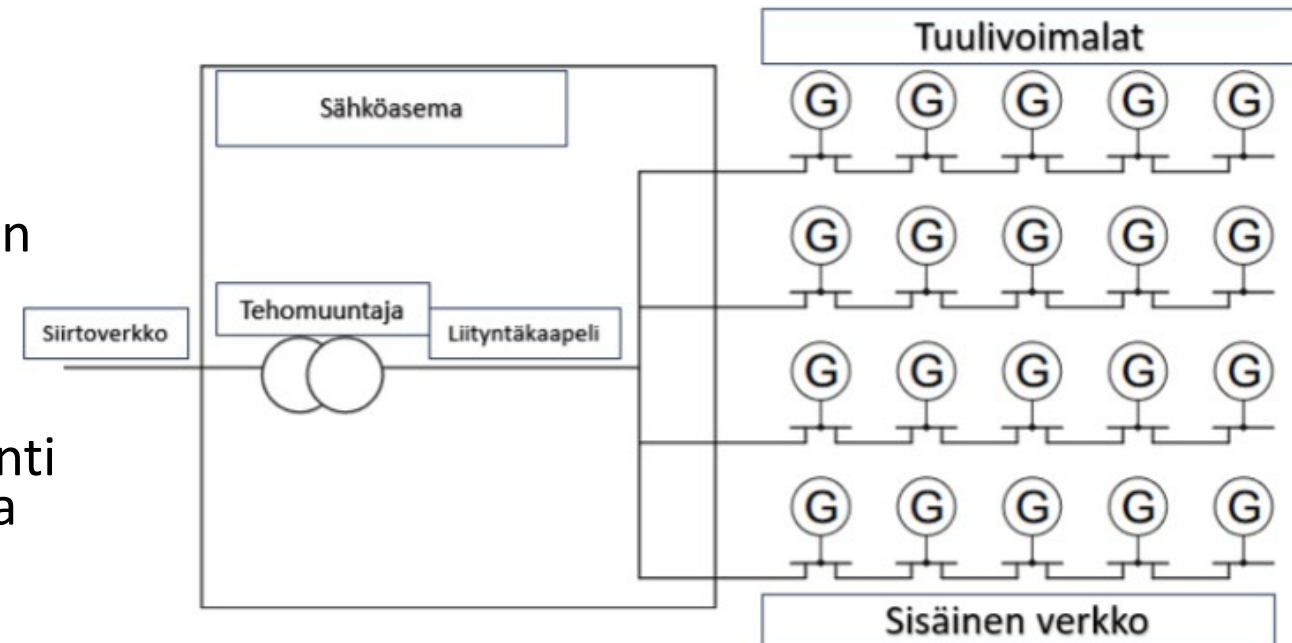 Tuulivoimalat
Sähköasema
G G G G G
n
G G G G G
Tehomuuntaja
Siirtoverkko
Liityntäkaapeli
G G G G G
nti
a
G G G G G
Sisäinen verkko